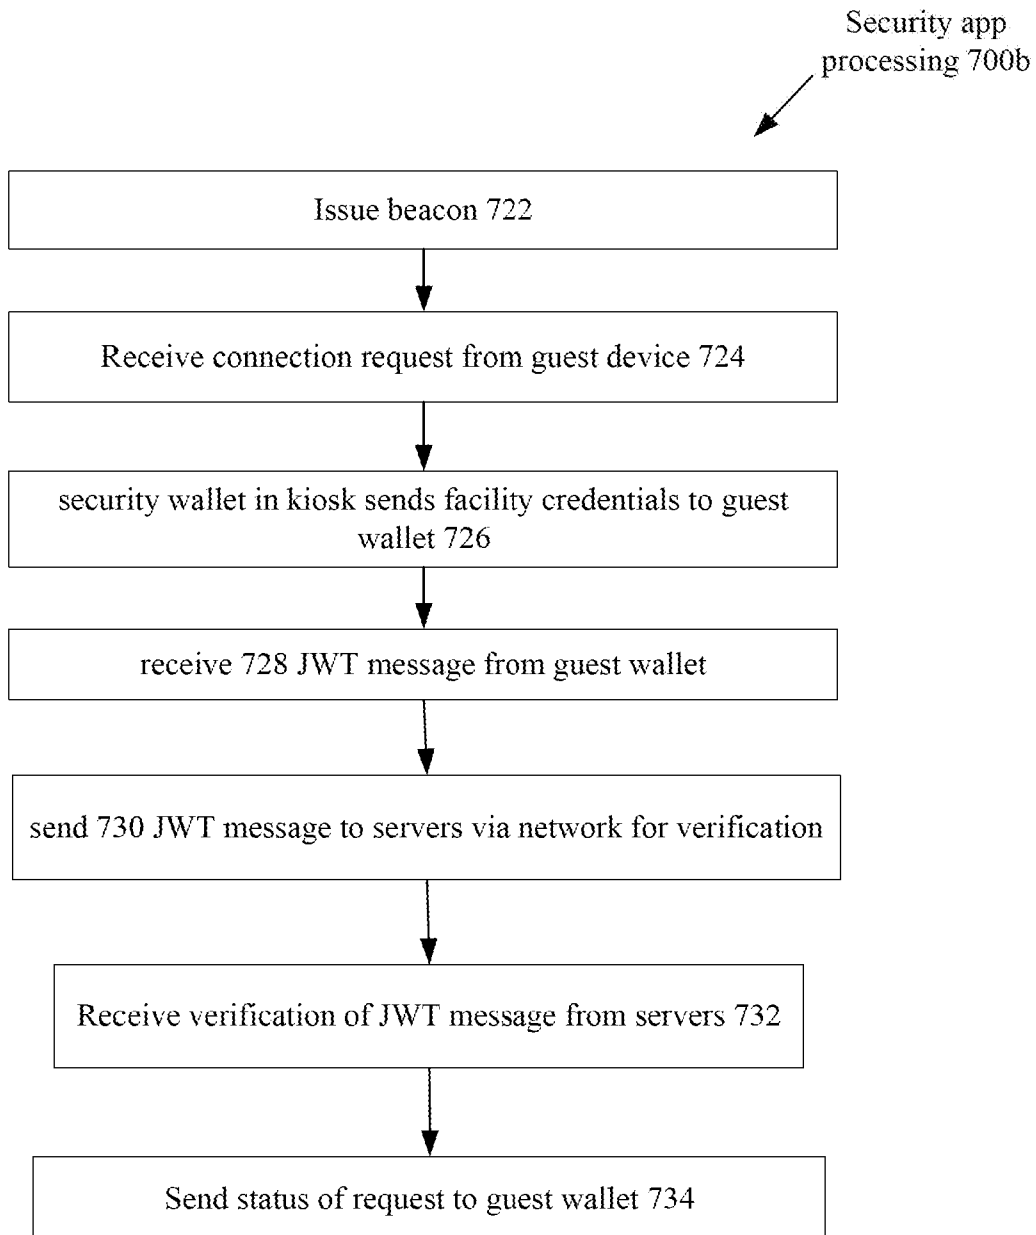 Security app
processing 700b
Issue beacon 722
Receive connection request from guest device 724
security wallet in kiosk sends facility credentials to guest
wallet 726
receive 728 JWT message from guest wallet
send 730 JWT message to servers via network for verification
Receive verification of JWT message from servers 732
Send status of request to guest wallet 734